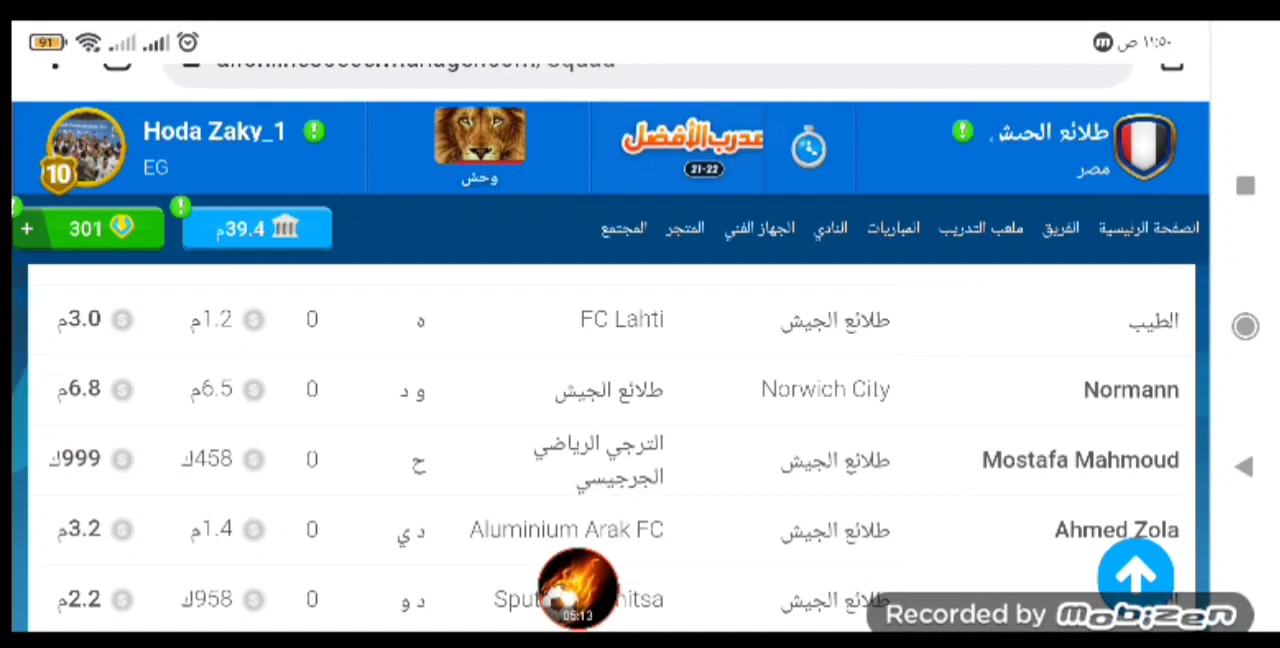 91
١١:٥٠ ص
طلائع الجيش
مصر
مدرب الأفضل
21-22
وحش
Hoda Zaky_1
EG
10
الصفحة الرئيسية الفريق ملعب التدريب المباريات النادي الجهاز الفني المتجر المجتمع
39.4م
301 +
الطيب طلائع الجيش FC Lahti ه 0 1.2م 3.0م
Normann Norwich City طلائع الجيش و د 0 6.5م 6.8م
Mostafa Mahmoud طلائع الجيش الترجي الرياضي
الجرجيسي ح 0 458ك 999ك
Ahmed Zola طلائع الجيش Aluminium Arak FC د ي 0 1.4م 3.2م
طلائع الجيش د و 0 958ك 2.2م
05:13
Recorded by Mobizen